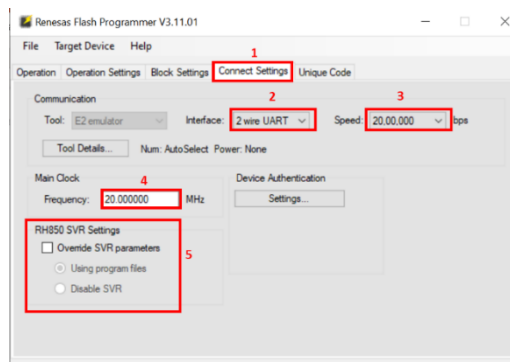 Renesas Flash Programmer V3.11.01
File Target Device Help
1
Operation Operation Settings Block Settings Connect Settings Unique Code
Communication
2 3
Tool: E2 emulator Interface: 2 wire UART Speed: 20.00.000 bps
Tool Details... Num: AutoSelect Power: None
Main Clock 4 Device Authentication
Frequency: 20.000000 MHz Settings...
RH850 SVR Settings
Override SVR parameters
5
Using program files
Disable SVR